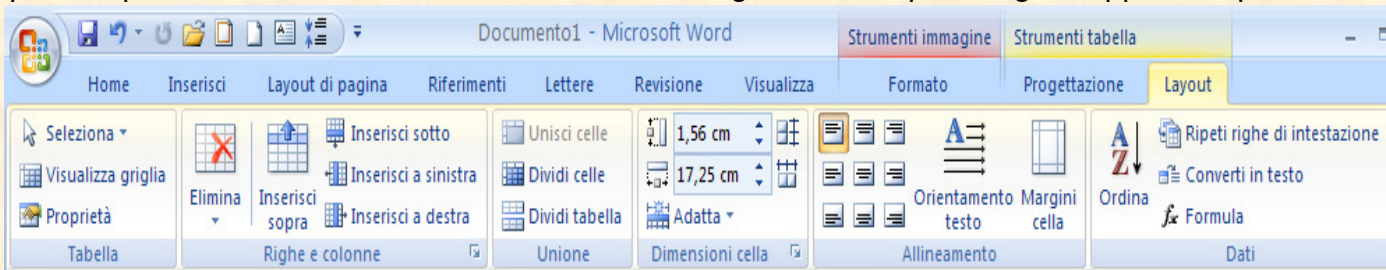 Documento1 - Microsoft Word Strumenti immagine Strumenti tabella
Home Inserisci Layout di pagina Riferimenti Lettere Revisione Visualizza Formato Progettazione Layout
Seleziona
Visualizza griglia
Proprietà
Tabella
Elimina
Inserisci sopra
Inserisci sotto
Inserisci a sinistra
Inserisci a destra
Righe e colonne
Unisci celle
Dividi celle
Dividi tabella
Unione
1,56 cm
17,25 cm
Adatta
Dimensioni cella
Orientamento testo
Margini cella
Allineamento
A
Z
Ordina
Ripeti righe di intestazione
Converti in testo
fx Formula
Dati